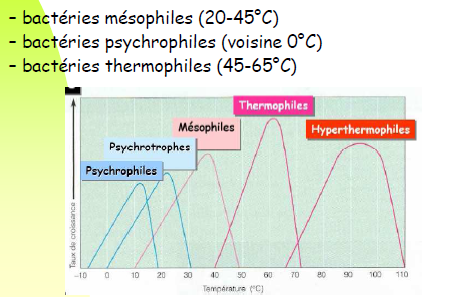 – bactéries mésophiles (20-45°C)
– bactéries psychrophiles (voisine 0°C)
– bactéries thermophiles (45-65°C)
Thermophiles
Mésophiles
Hyperthermophiles
Psychrotrophes
Psychrophiles
Taux de croissance
-10 0 10 20 30 40 50 60 70 80 90 100 110
Température (°C)